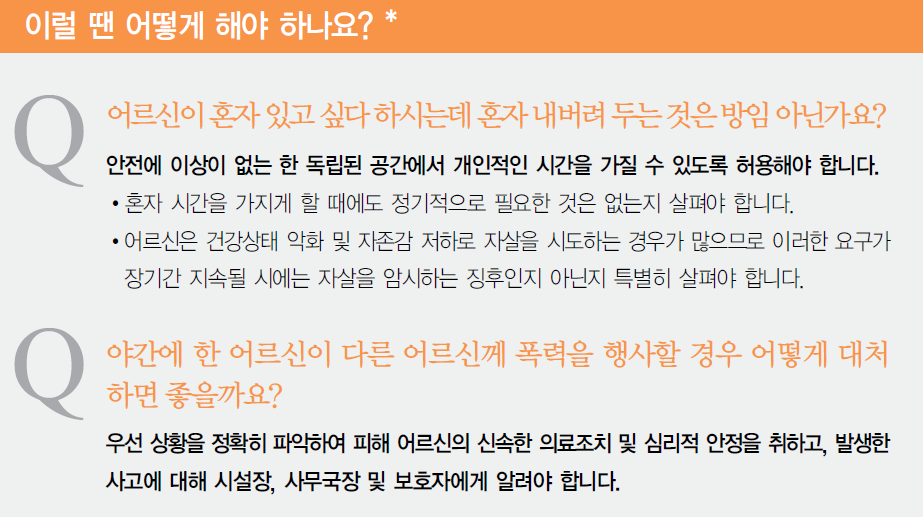 이럴 땐 어떻게 해야 하나요? *
Q 어르신이 혼자 있고 싶다 하시는데 혼자 내버려 두는 것은 방임 아닌가요?
안전에 이상이 없는 한 독립된 공간에서 개인적인 시간을 가질 수 있도록 허용해야 합니다.
• 혼자 시간을 가지게 할 때에도 정기적으로 필요한 것은 없는지 살펴야 합니다.
• 어르신은 건강상태 악화 및 자존감 저하로 자살을 시도하는 경우가 많으므로 이러한 요구가
장기간 지속될 시에는 자살을 암시하는 징후인지 아닌지 특별히 살펴야 합니다.
Q 야간에 한 어르신이 다른 어르신께 폭력을 행사할 경우 어떻게 대처
하면 좋을까요?
우선 상황을 정확히 파악하여 피해 어르신의 신속한 의료조치 및 심리적 안정을 취하고, 발생한
사고에 대해 시설장, 사무국장 및 보호자에게 알려야 합니다.